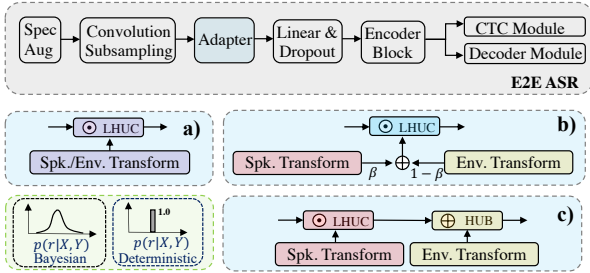 Spec
Aug
Convolution
Subsampling
Adapter
Linear &
Dropout
Encoder
Block
CTC Module
Decoder Module
E2E ASR
a)
⊙ LHUC
Spk./Env. Transform
b)
⊙ LHUC
Spk. Transform
β
⊕
1 − β
Env. Transform
p(r|X,Y)
Bayesian
1.0
p(r|X,Y)
Deterministic
c)
⊙ LHUC
⊕ HUB
Spk. Transform
Env. Transform